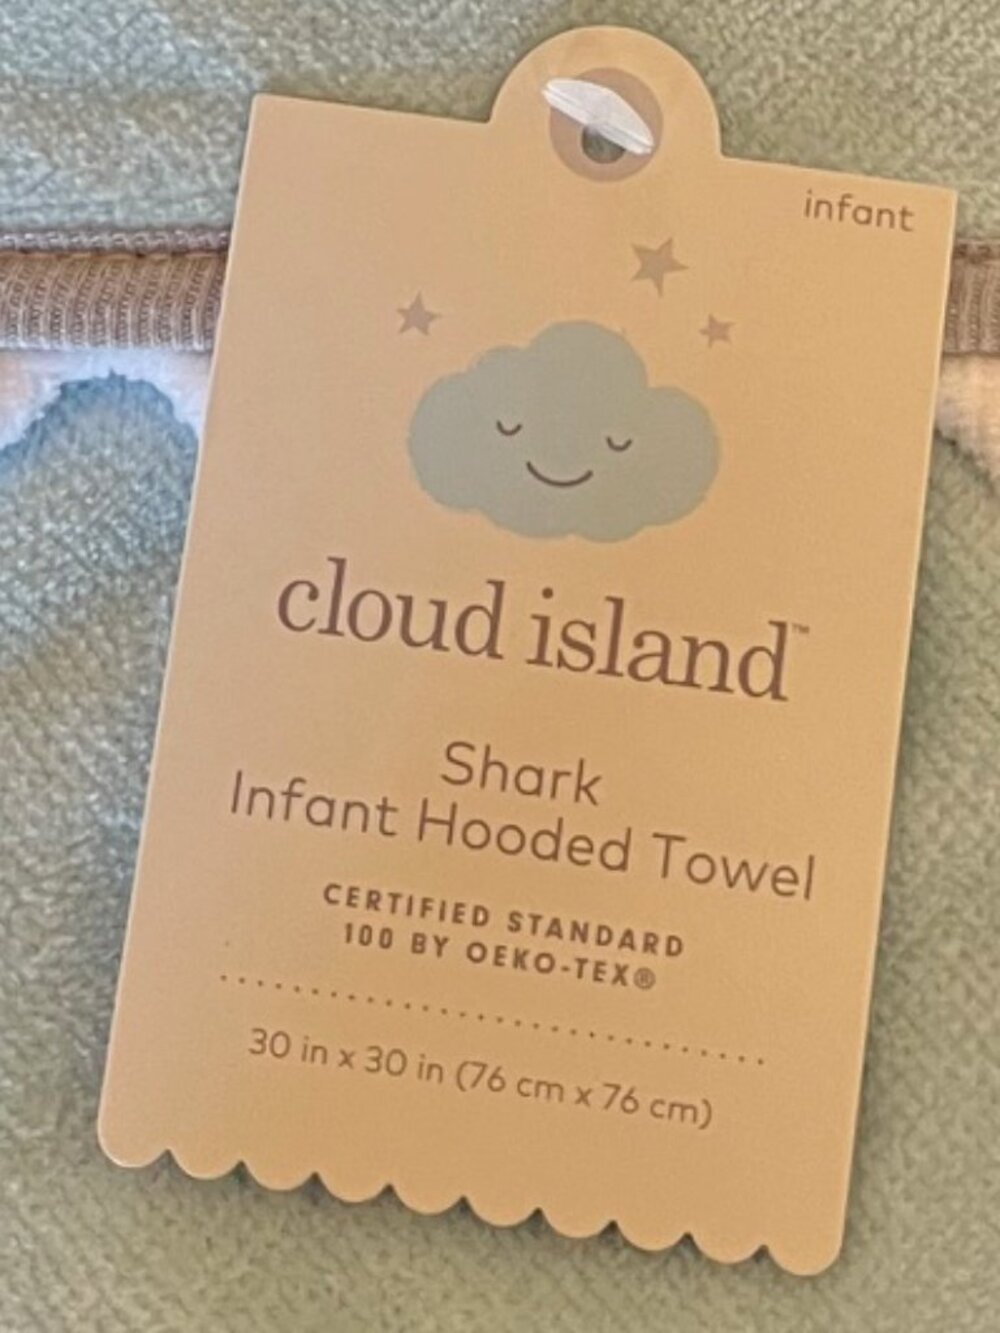 infant
cloud island™
Shark
Infant Hooded Towel
CERTIFIED STANDARD
100 BY OEKO-TEX®
30 in x 30 in (76 cm x 76 cm)